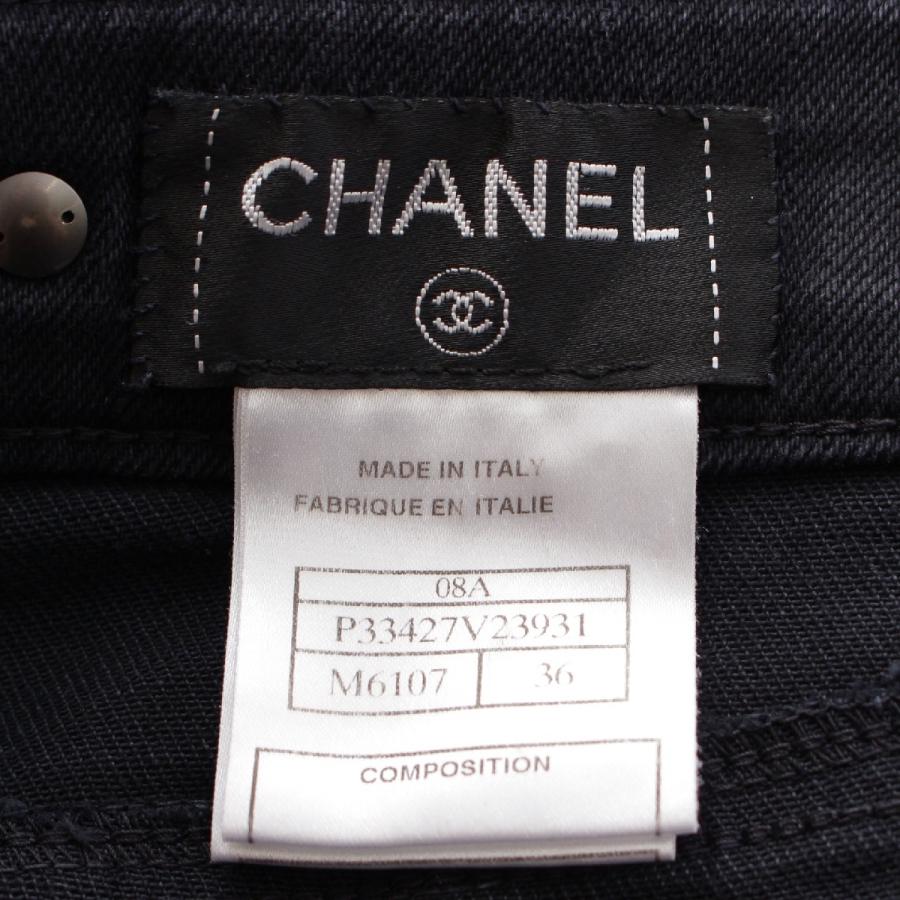 CHANEL
MADE IN ITALY
FABRIQUE EN ITALIE
08A
P33427V23931
M6107 36
COMPOSITION